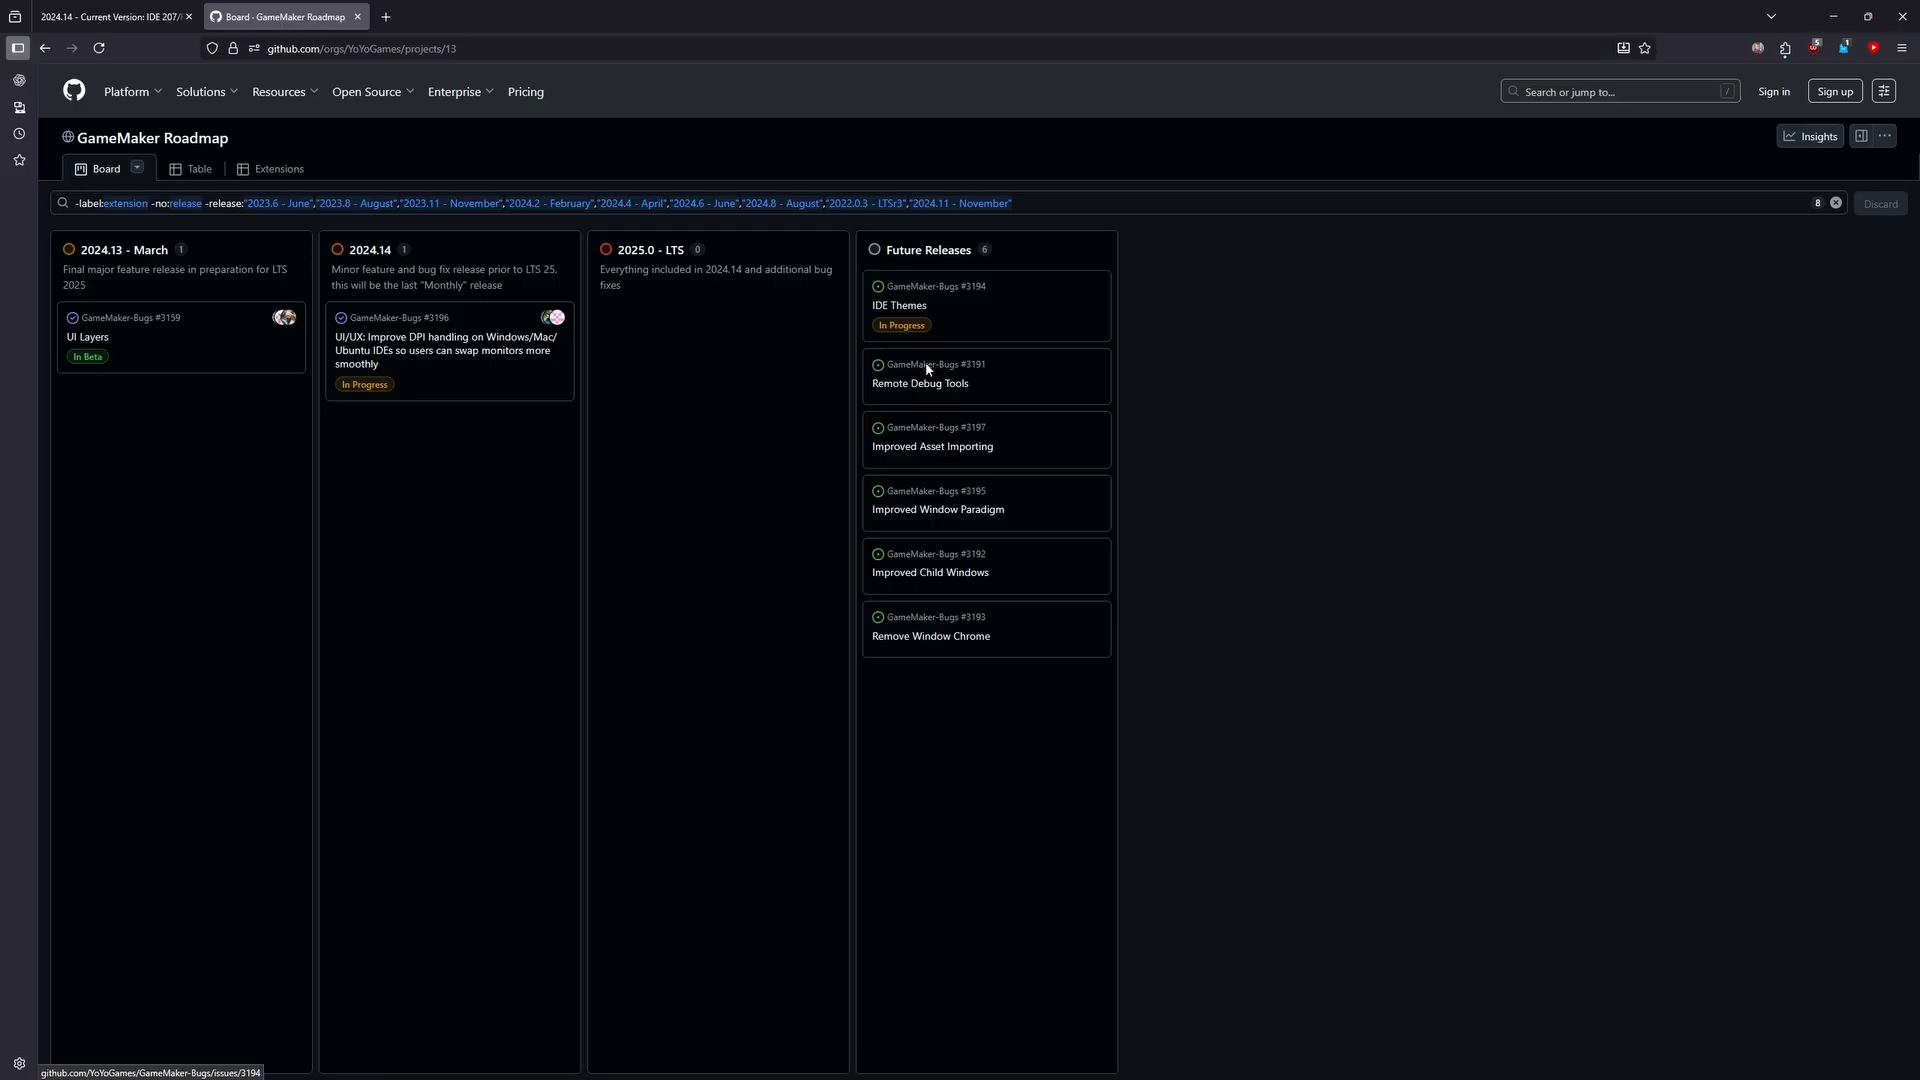 2024.14 - Current Version: IDE 207/
Board · GameMaker Roadmap
github.com/orgs/YoYoGames/projects/13
5
1
Platform
Solutions
Resources
Open Source
Enterprise
Pricing
Search or jump to...
/
Sign in
Sign up
GameMaker Roadmap
Insights
Board
Table
Extensions
-label:extension -no:release -release:"2023.6 - June","2023.8 - August","2023.11 - November","2024.2 - February","2024.4 - April","2024.6 - June","2024.8 - August","2022.0.3 - LTSr3","2024.11 - November"
8
Discard
2024.13 - March 1
Final major feature release in preparation for LTS
2025
GameMaker-Bugs #3159
UI Layers
In Beta
2024.14 1
Minor feature and bug fix release prior to LTS 25,
this will be the last "Monthly" release
GameMaker-Bugs #3196
UI/UX: Improve DPI handling on Windows/Mac/
Ubuntu IDEs so users can swap monitors more
smoothly
In Progress
2025.0 - LTS 0
Everything included in 2024.14 and additional bug
fixes
Future Releases 6
GameMaker-Bugs #3194
IDE Themes
In Progress
GameMaker-Bugs #3191
Remote Debug Tools
GameMaker-Bugs #3197
Improved Asset Importing
GameMaker-Bugs #3195
Improved Window Paradigm
GameMaker-Bugs #3192
Improved Child Windows
GameMaker-Bugs #3193
Remove Window Chrome
github.com/YoYoGames/GameMaker-Bugs/issues/3194